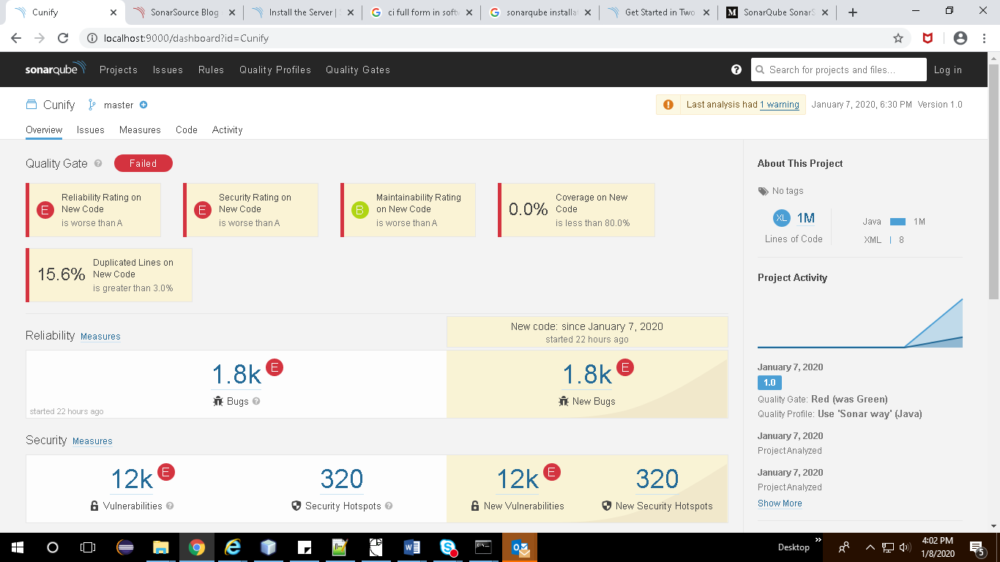 Cunify
SonarSource Blog
Install the Server |
ci full form in softw
sonarqube installat
Get Started in Two
M SonarQube Sonar
localhost:9000/dashboard?id=Cunify
sonarqube Projects Issues Rules Quality Profiles Quality Gates
Search for projects and files...
Log in
Cunify master
Last analysis had 1 warning January 7, 2020, 6:30 PM Version 1.0
Overview Issues Measures Code Activity
Quality Gate ? Failed
E Reliability Rating on
New Code
is worse than A
E Security Rating on
New Code
is worse than A
B Maintainability Rating
on New Code
is worse than A
0.0% Coverage on New
Code
is less than 80.0%
15.6% Duplicated Lines on
New Code
is greater than 3.0%
New code: since January 7, 2020
started 22 hours ago
Reliability Measures
1.8k E
Bugs ?
started 22 hours ago
1.8k E
New Bugs
Security Measures
12k E
Vulnerabilities ?
320
Security Hotspots ?
12k E
New Vulnerabilities
320
New Security Hotspots
About This Project
No tags
XL 1M
Lines of Code
Java 1M
XML 8
Project Activity
January 7, 2020
1.0
Quality Gate: Red (was Green)
Quality Profile: Use 'Sonar way' (Java)
January 7, 2020
Project Analyzed
January 7, 2020
Project Analyzed
Show More
Desktop
4:02 PM
1/8/2020
5